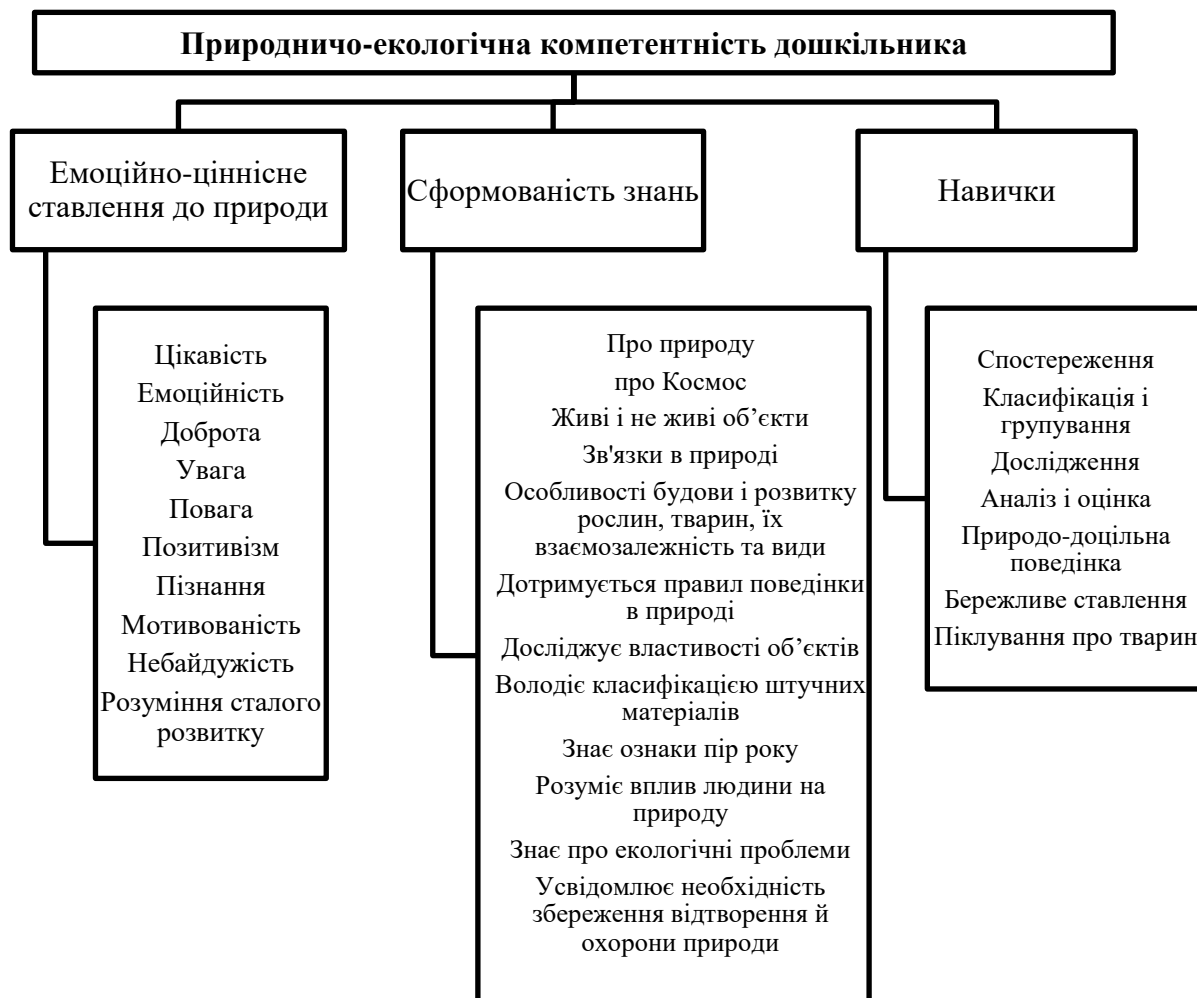 Природничо-екологічна компетентність дошкільника
Емоційно-ціннісне
ставлення до природи
Сформованість знань
Навички
Цікавість
Емоційність
Доброта
Увага
Повага
Позитивізм
Пізнання
Мотивованість
Небайдужість
Розуміння сталого
розвитку
Про природу
про Космос
Живі і не живі об’єкти
Зв'язки в природі
Особливості будови і розвитку
рослин, тварин, їх
взаємозалежність та види
Дотримується правил поведінки
в природі
Досліджує властивості об’єктів
Володіє класифікацією штучних
матеріалів
Знає ознаки пір року
Розуміє вплив людини на
природу
Знає про екологічні проблеми
Усвідомлює необхідність
збереження відтворення й
охорони природи
Спостереження
Класифікація і
групування
Дослідження
Аналіз і оцінка
Природо-доцільна
поведінка
Бережливе ставлення
Піклування про тварин